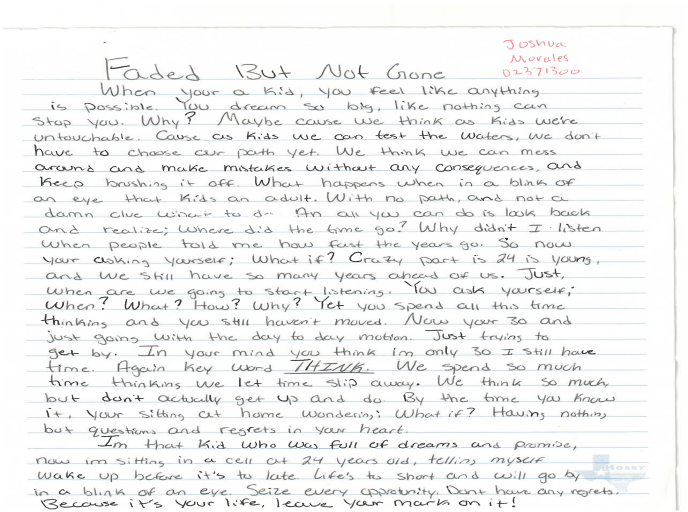 Joshua
Morales
02371300
Faded But Not Gone
When your a kid, you feel like anything
is possible. You dream so big, like nothing can
stop you. Why? Maybe cause we think as kids we're
untouchable. Cause as kids we can test the waters, we don't
have to choose our path yet. We think we can mess
around and make mistakes without any consequences, and
keep brushing it off. What happens when in a blink of
an eye that kids an adult. With no path, and not a
damn clue what to do. An all you can do is look back
and realize; where did the time go? Why didn't I listen
when people told me how fast the years go. So now
your asking yourself; What if? Crazy part is 24 is young,
and we still have so many years ahead of us. Just,
when are we going to start listening. You ask yourself;
When? What? How? Why? Yet you spend all this time
thinking and you still haven't moved. Now your 30 and
just going with the day to day motion. Just trying to
get by. In your mind you think im only 30 I still have
time. Again key word THINK. We spend so much
time thinking we let time slip away. We think so much,
but don't actually get up and do. By the time you know
it, your sitting at home wondering; What if? Having nothing
but questions and regrets in your heart.
Im that kid who was full of dreams and promise,
now im sitting in a cell at 24 years old, telling myself
wake up before it's to late. Life's to short and will go by
in a blink of an eye. Seize every opprotunity. Dont have any regrets.
Because it's your life, leave your mark on it!